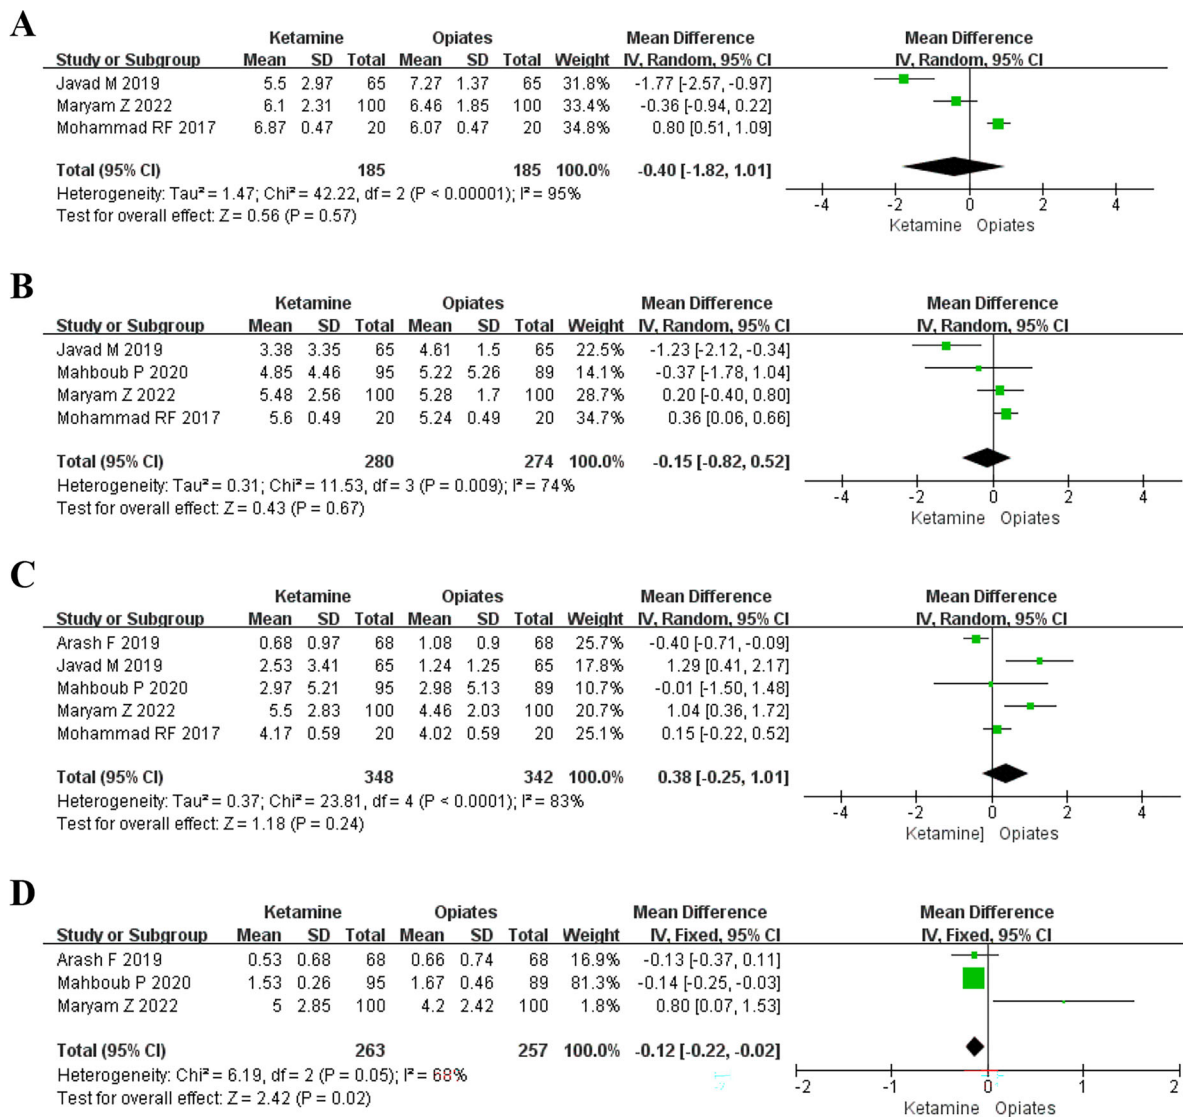 A
Ketamine Opiates Mean Difference Mean Difference
Study or Subgroup Mean SD Total Mean SD Total Weight IV, Random, 95% CI IV, Random, 95% CI
Javad M 2019 5.5 2.97 65 7.27 1.37 65 31.8% -1.77 [-2.57, -0.97]
Maryam Z 2022 6.1 2.31 100 6.46 1.85 100 33.4% -0.36 [-0.94, 0.22]
Mohammad RF 2017 6.87 0.47 20 6.07 0.47 20 34.8% 0.80 [0.51, 1.09]
Total (95% CI) 185 185 100.0% -0.40 [-1.82, 1.01]
Heterogeneity: Tau² = 1.47; Chi² = 42.22, df = 2 (P < 0.00001); I² = 95%
Test for overall effect: Z = 0.56 (P = 0.57)
-4 -2 0 2 4
Ketamine Opiates
B
Ketamine Opiates Mean Difference Mean Difference
Study or Subgroup Mean SD Total Mean SD Total Weight IV, Random, 95% CI IV, Random, 95% CI
Javad M 2019 3.38 3.35 65 4.61 1.5 65 22.5% -1.23 [-2.12, -0.34]
Mahboub P 2020 4.85 4.46 95 5.22 5.26 89 14.1% -0.37 [-1.78, 1.04]
Maryam Z 2022 5.48 2.56 100 5.28 1.7 100 28.7% 0.20 [-0.40, 0.80]
Mohammad RF 2017 5.6 0.49 20 5.24 0.49 20 34.7% 0.36 [0.06, 0.66]
Total (95% CI) 280 274 100.0% -0.15 [-0.82, 0.52]
Heterogeneity: Tau² = 0.31; Chi² = 11.53, df = 3 (P = 0.009); I² = 74%
Test for overall effect: Z = 0.43 (P = 0.67)
-4 -2 0 2 4
Ketamine Opiates
C
Ketamine Opiates Mean Difference Mean Difference
Study or Subgroup Mean SD Total Mean SD Total Weight IV, Random, 95% CI IV, Random, 95% CI
Arash F 2019 0.68 0.97 68 1.08 0.9 68 25.7% -0.40 [-0.71, -0.09]
Javad M 2019 2.53 3.41 65 1.24 1.25 65 17.8% 1.29 [0.41, 2.17]
Mahboub P 2020 2.97 5.21 95 2.98 5.13 89 10.7% -0.01 [-1.50, 1.48]
Maryam Z 2022 5.5 2.83 100 4.46 2.03 100 20.7% 1.04 [0.36, 1.72]
Mohammad RF 2017 4.17 0.59 20 4.02 0.59 20 25.1% 0.15 [-0.22, 0.52]
Total (95% CI) 348 342 100.0% 0.38 [-0.25, 1.01]
Heterogeneity: Tau² = 0.37; Chi² = 23.81, df = 4 (P < 0.0001); I² = 83%
Test for overall effect: Z = 1.18 (P = 0.24)
-4 -2 0 2 4
Ketamine] Opiates
D
Ketamine Opiates Mean Difference Mean Difference
Study or Subgroup Mean SD Total Mean SD Total Weight IV, Fixed, 95% CI IV, Fixed, 95% CI
Arash F 2019 0.53 0.68 68 0.66 0.74 68 16.9% -0.13 [-0.37, 0.11]
Mahboub P 2020 1.53 0.26 95 1.67 0.46 89 81.3% -0.14 [-0.25, -0.03]
Maryam Z 2022 5 2.85 100 4.2 2.42 100 1.8% 0.80 [0.07, 1.53]
Total (95% CI) 263 257 100.0% -0.12 [-0.22, -0.02]
Heterogeneity: Chi² = 6.19, df = 2 (P = 0.05); I² = 68%
Test for overall effect: Z = 2.42 (P = 0.02)
-2 -1 0 1 2
Ketamine Opiates